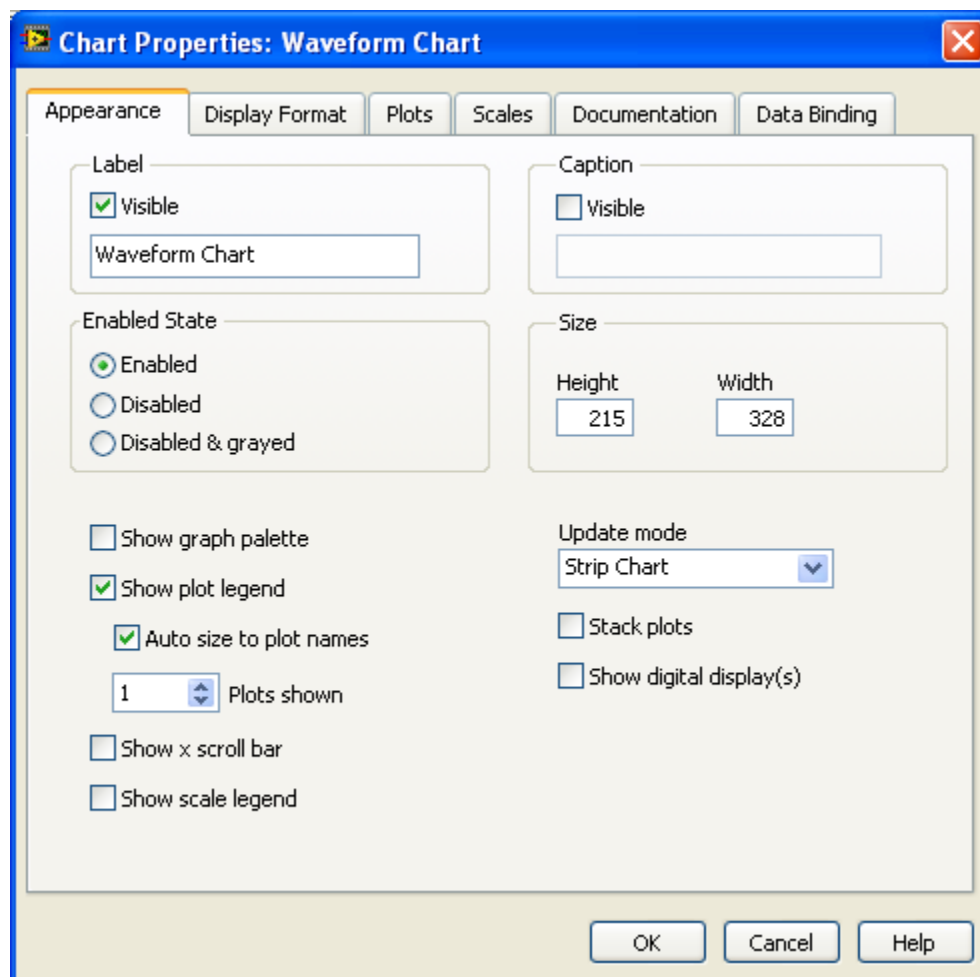 Chart Properties: Waveform Chart
Appearance
Display Format
Plots
Scales
Documentation
Data Binding
Label
Visible
Waveform Chart
Caption
Visible
Enabled State
Enabled
Disabled
Disabled & grayed
Size
Height
Width
215
328
Show graph palette
Show plot legend
Auto size to plot names
1
Plots shown
Show x scroll bar
Show scale legend
Update mode
Strip Chart
Stack plots
Show digital display(s)
OK
Cancel
Help